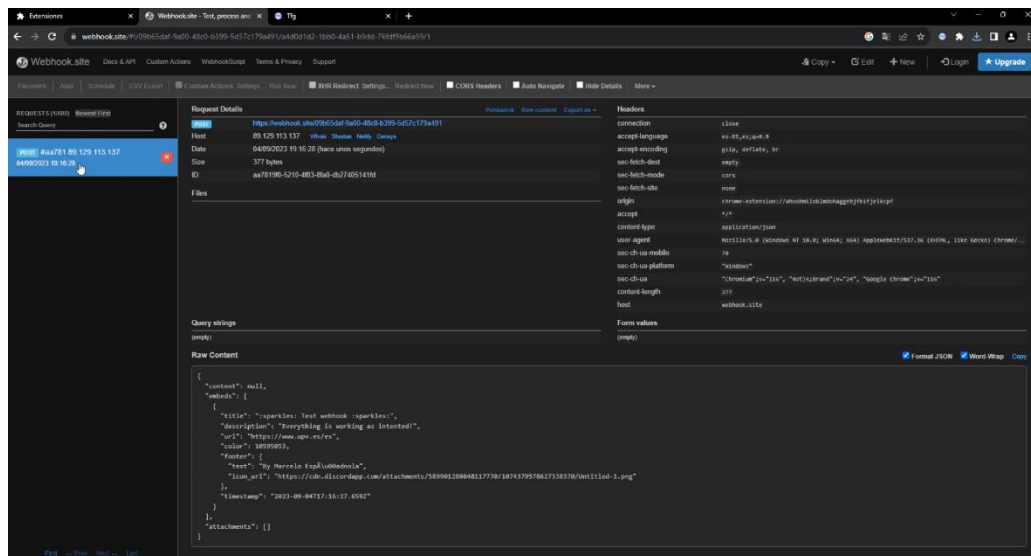 Extensiones
Webhook.site - Test, process and
Tfg
webhook.site/#!/09b65daf-9a00-48c0-b399-5d57c179a491/a4d0d1d2-1bb0-4a51-b9dd-76fdf9b66a59/1
Webhook.site Docs & API Custom Actions WebhookScript Terms & Privacy Support Copy Edit New Login Upgrade
Password Alias Schedule CSV Export Custom Actions Settings... Run Now XHR Redirect Settings... Redirect Now CORS Headers Auto Navigate Hide Details More
REQUESTS (1/500) Newest First
Search Query
POST #aa781 89.129.113.137
04/09/2023 19:16:28
Request Details Permalink Raw content Export as
POST https://webhook.site/09b65daf-9a00-48c0-b399-5d57c179a491
Host 89.129.113.137 Whois Shodan Netify Censys
Date 04/09/2023 19:16:28 (hace unos segundos)
Size 377 bytes
ID aa7819f8-5210-4f03-8fa0-db27405141fd
Files
Headers
connection close
accept-language es-ES,es;q=0.9
accept-encoding gzip, deflate, br
sec-fetch-dest empty
sec-fetch-mode cors
sec-fetch-site none
origin
accept */*
content-type application/json
user-agent Mozilla/5.0 (Windows NT 10.0; Win64; x64) AppleWebKit/537.36 (KHTML, like Gecko) Chrome/...
sec-ch-ua-mobile ?0
sec-ch-ua-platform "Windows"
sec-ch-ua "Chromium";v="116", "Not)A;Brand";v="24", "Google Chrome";v="116"
content-length 377
host webhook.site
Query strings
(empty)
Form values
(empty)
Raw Content Format JSON Word-Wrap Copy
{
"content": null,
"embeds": [
{
"title": ":sparkles: Test webhook :sparkles:",
"description": "Everything is working as intented!",
"url": "https://www.upv.es/es",
"color": 10595053,
"footer": {
"text": "By Marcelo EspÃ\u00adnola",
"icon_url": "https://cdn.discordapp.com/attachments/589901280848117770/1074379578627338370/Untitled-1.png"
},
"timestamp": "2023-09-04T17:16:27.659Z"
}
],
"attachments": []
}
First ← Prev Next → Last